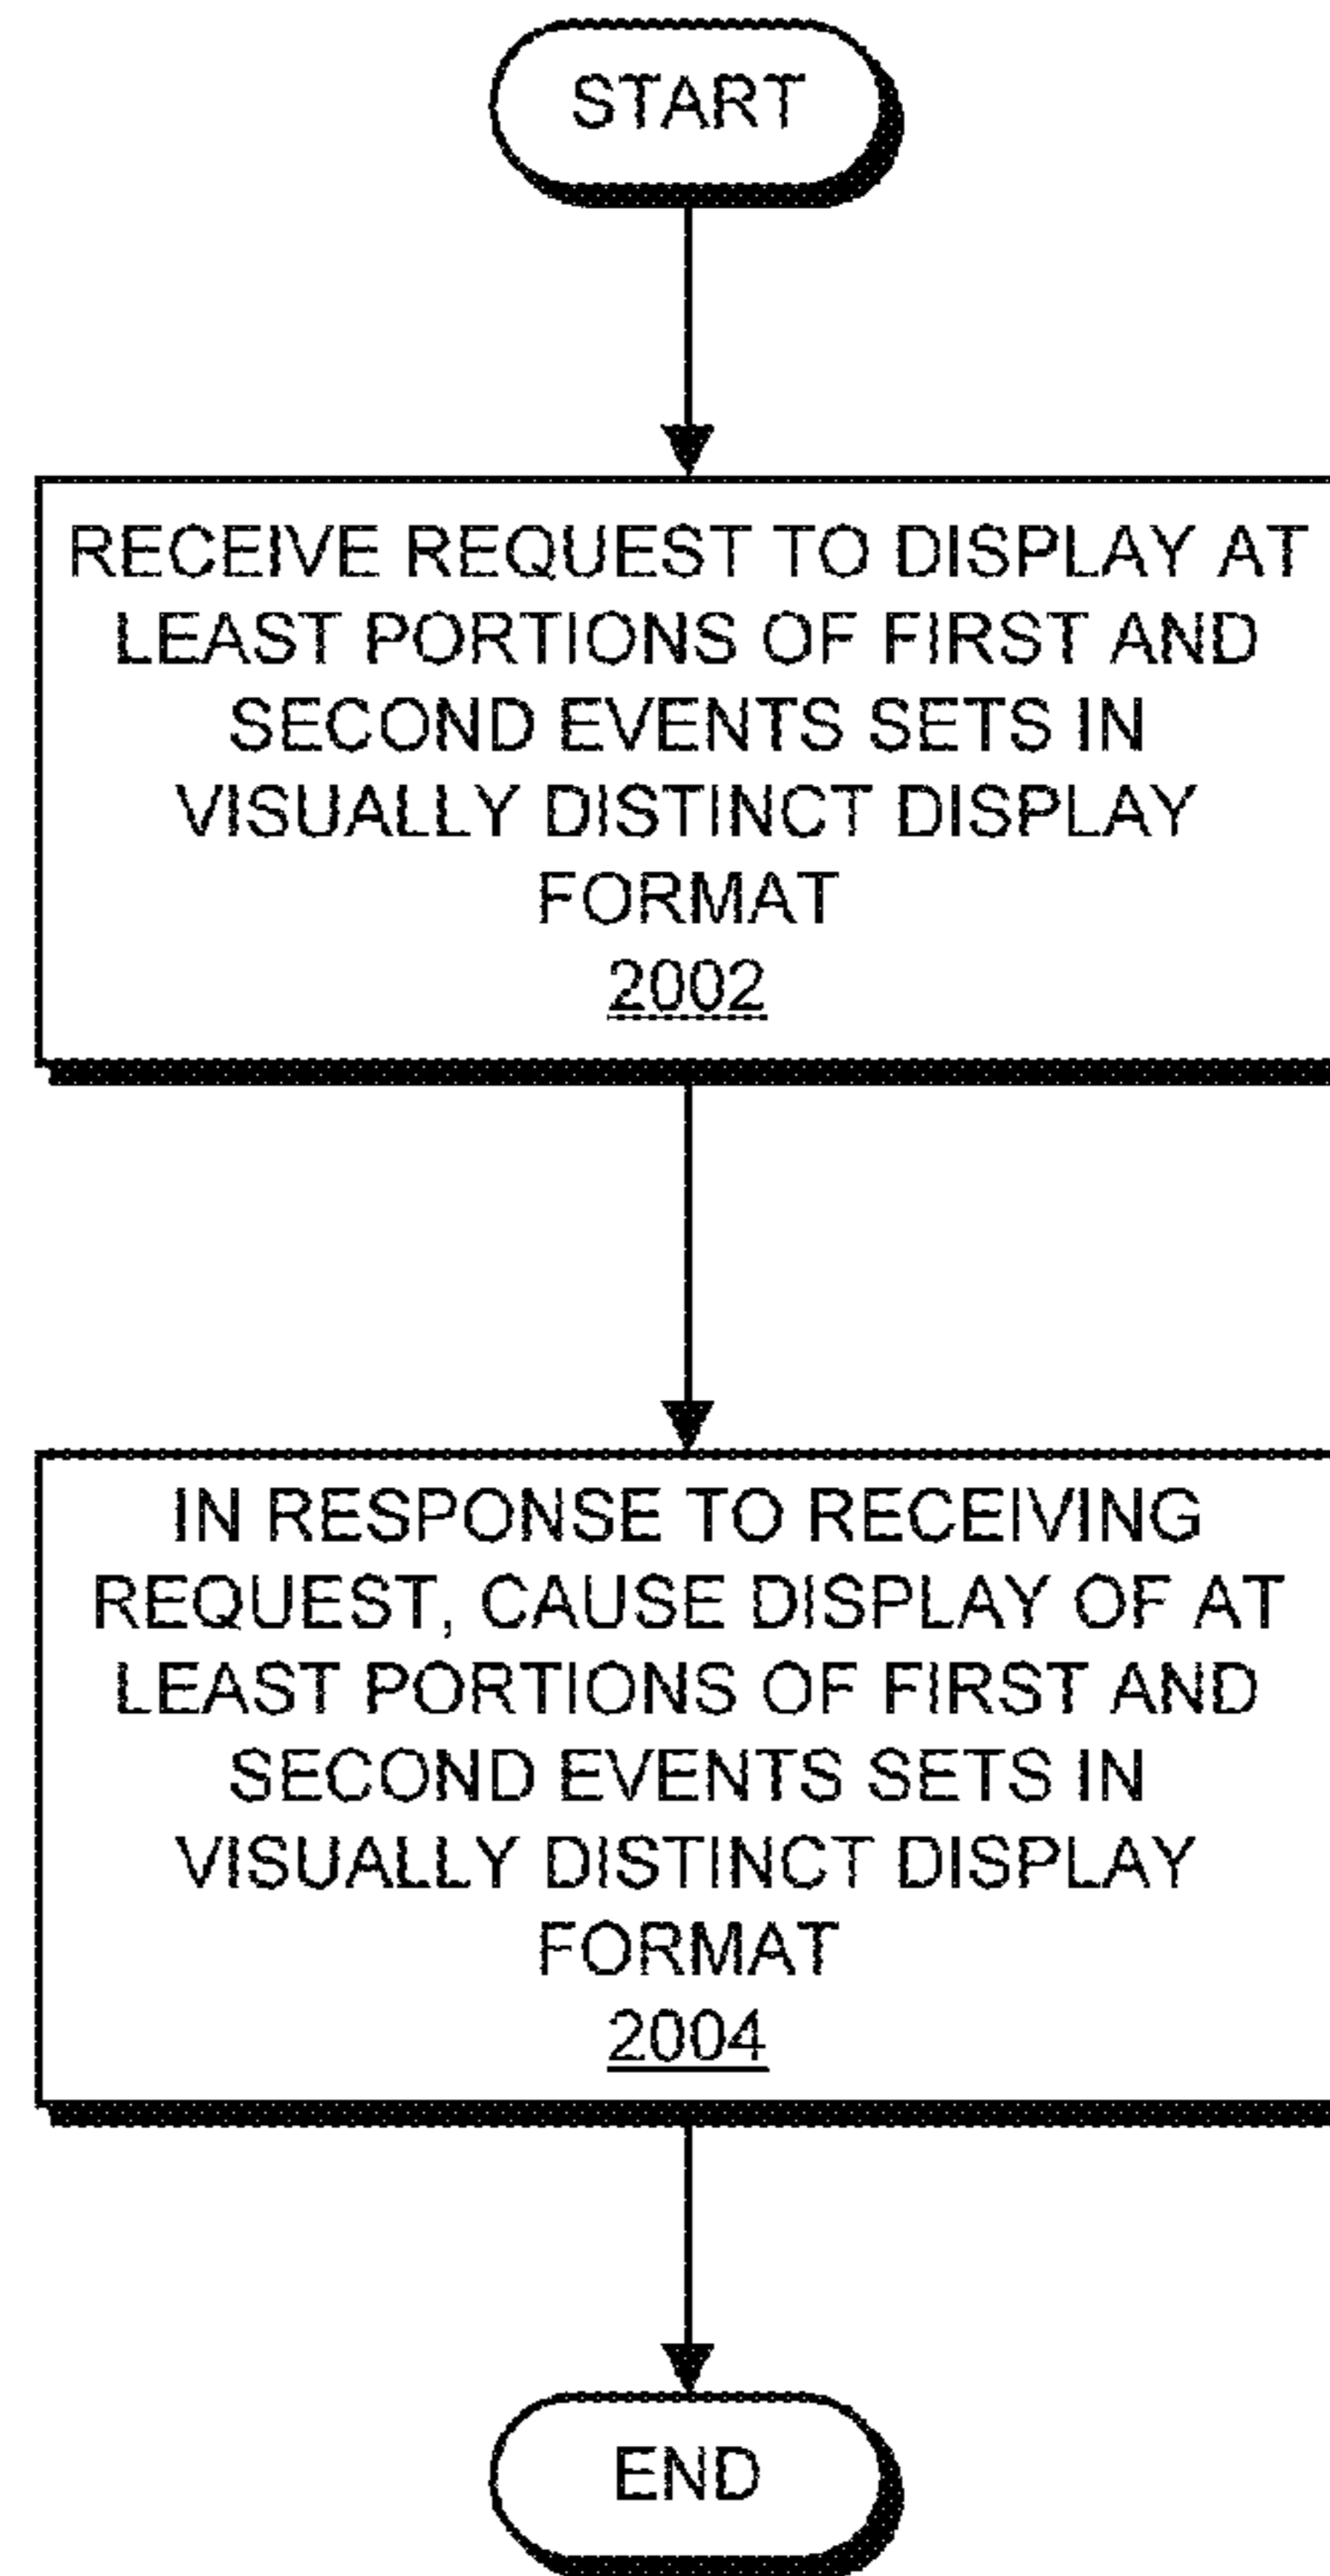 START
RECEIVE REQUEST TO DISPLAY AT
LEAST PORTIONS OF FIRST AND
SECOND EVENTS SETS IN
VISUALLY DISTINCT DISPLAY
FORMAT
2002
IN RESPONSE TO RECEIVING
REQUEST, CAUSE DISPLAY OF AT
LEAST PORTIONS OF FIRST AND
SECOND EVENTS SETS IN
VISUALLY DISTINCT DISPLAY
FORMAT
2004
END